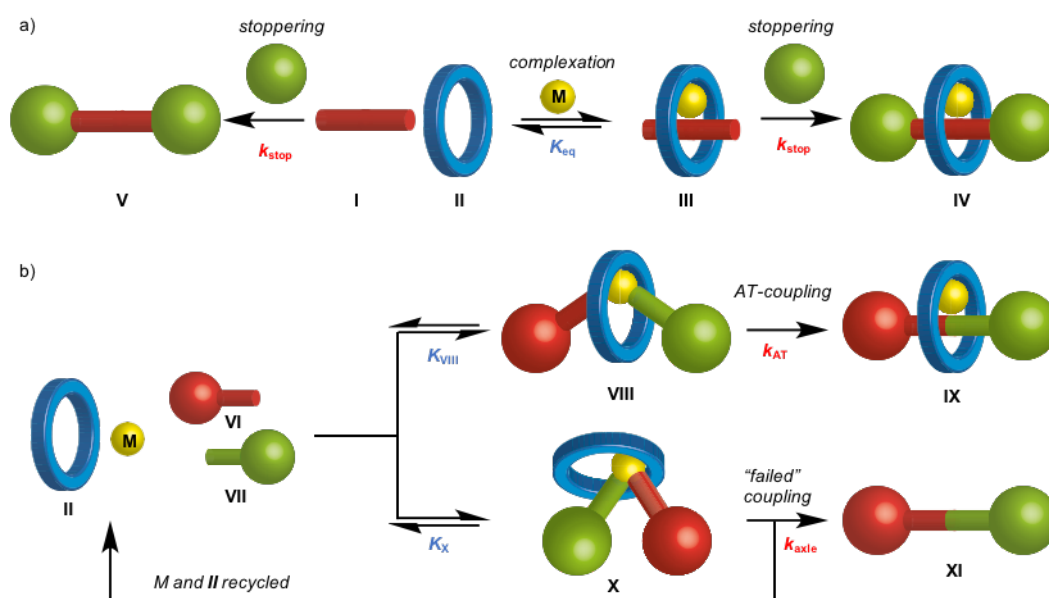 a)
stoppering
stoppering
complexation
M
k_stop
K_eq
k_stop
V
I
II
III
IV
b)
AT-coupling
K_VIII
k_AT
VIII
IX
VI
M
VII
II
"failed"
coupling
K_X
k_axle
X
XI
M and II recycled